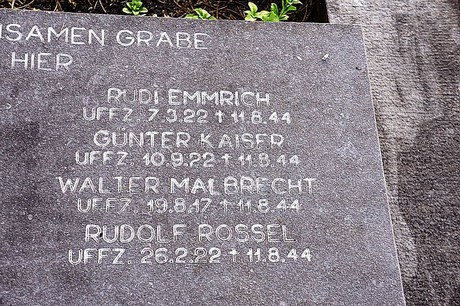 NSAMEN GRABE
HIER
RUDI EMMRICH
UFFZ. 7.3.22 † 11.8.44
GÜNTER KAISER
UFFZ. 10.9.22 † 11.8.44
WALTER MALBRECHT
UFFZ. 19.8.17 † 11.8.44
RUDOLF ROSSEL
UFFZ. 26.2.22 † 11.8.44